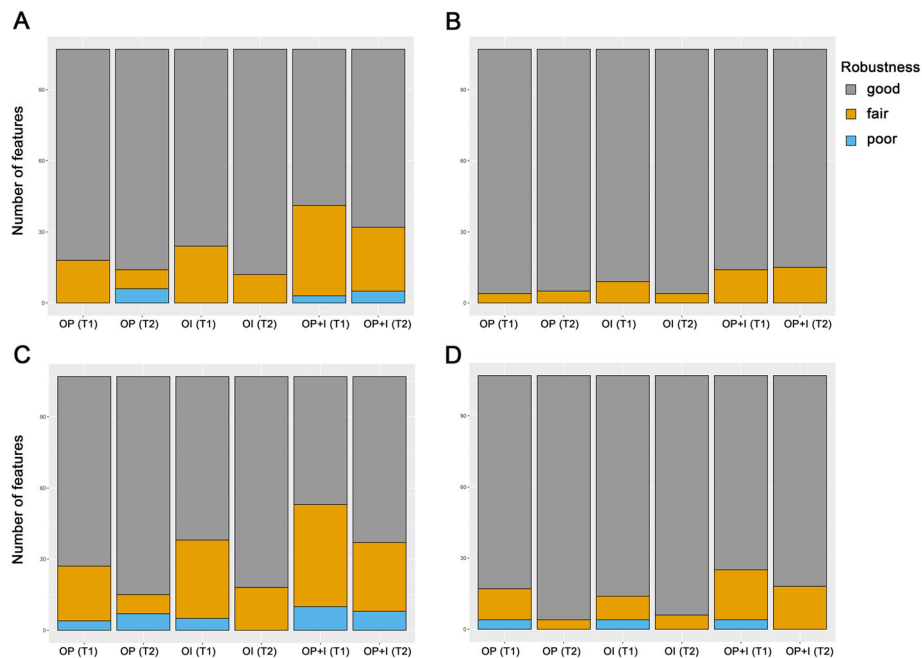 A
B
Number of features
90
60
30
0
OP (T1) OP (T2) OI (T1) OI (T2) OP+I (T1) OP+I (T2)
90
60
30
0
OP (T1) OP (T2) OI (T1) OI (T2) OP+I (T1) OP+I (T2)
Robustness
good
fair
poor
C
D
Number of features
90
60
30
0
OP (T1) OP (T2) OI (T1) OI (T2) OP+I (T1) OP+I (T2)
90
60
30
0
OP (T1) OP (T2) OI (T1) OI (T2) OP+I (T1) OP+I (T2)